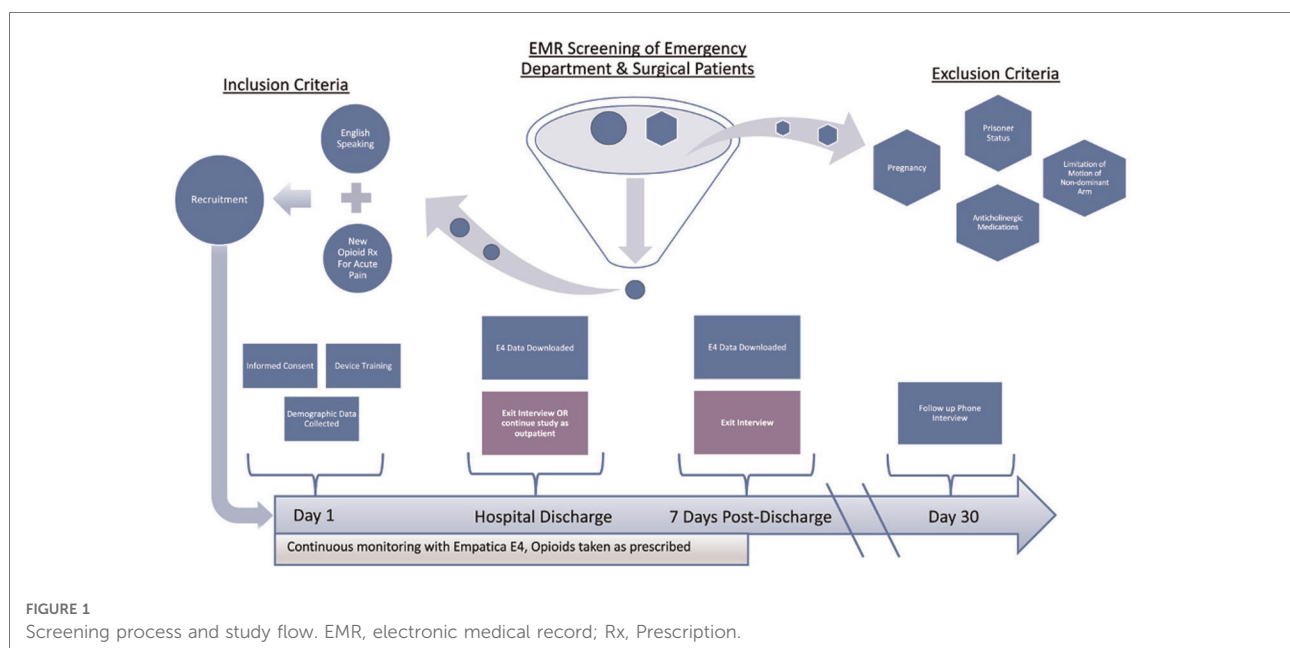 EMR Screening of Emergency
Department & Surgical Patients
Inclusion Criteria
Exclusion Criteria
English
Speaking
Recruitment
New
Opioid Rx
For Acute
Pain
Prisoner
Status
Pregnancy
Limitation of
Motion of
Non-dominant
Arm
Anticholinergic
Medications
Informed Consent
Device Training
Demographic Data
Collected
E4 Data Downloaded
Exit Interview OR
continue study as
outpatient
E4 Data Downloaded
Exit Interview
Follow up Phone
Interview
Day 1
Hospital Discharge
7 Days Post-Discharge
Day 30
Continuous monitoring with Empatica E4, Opioids taken as prescribed
FIGURE 1
Screening process and study flow. EMR, electronic medical record; Rx, Prescription.